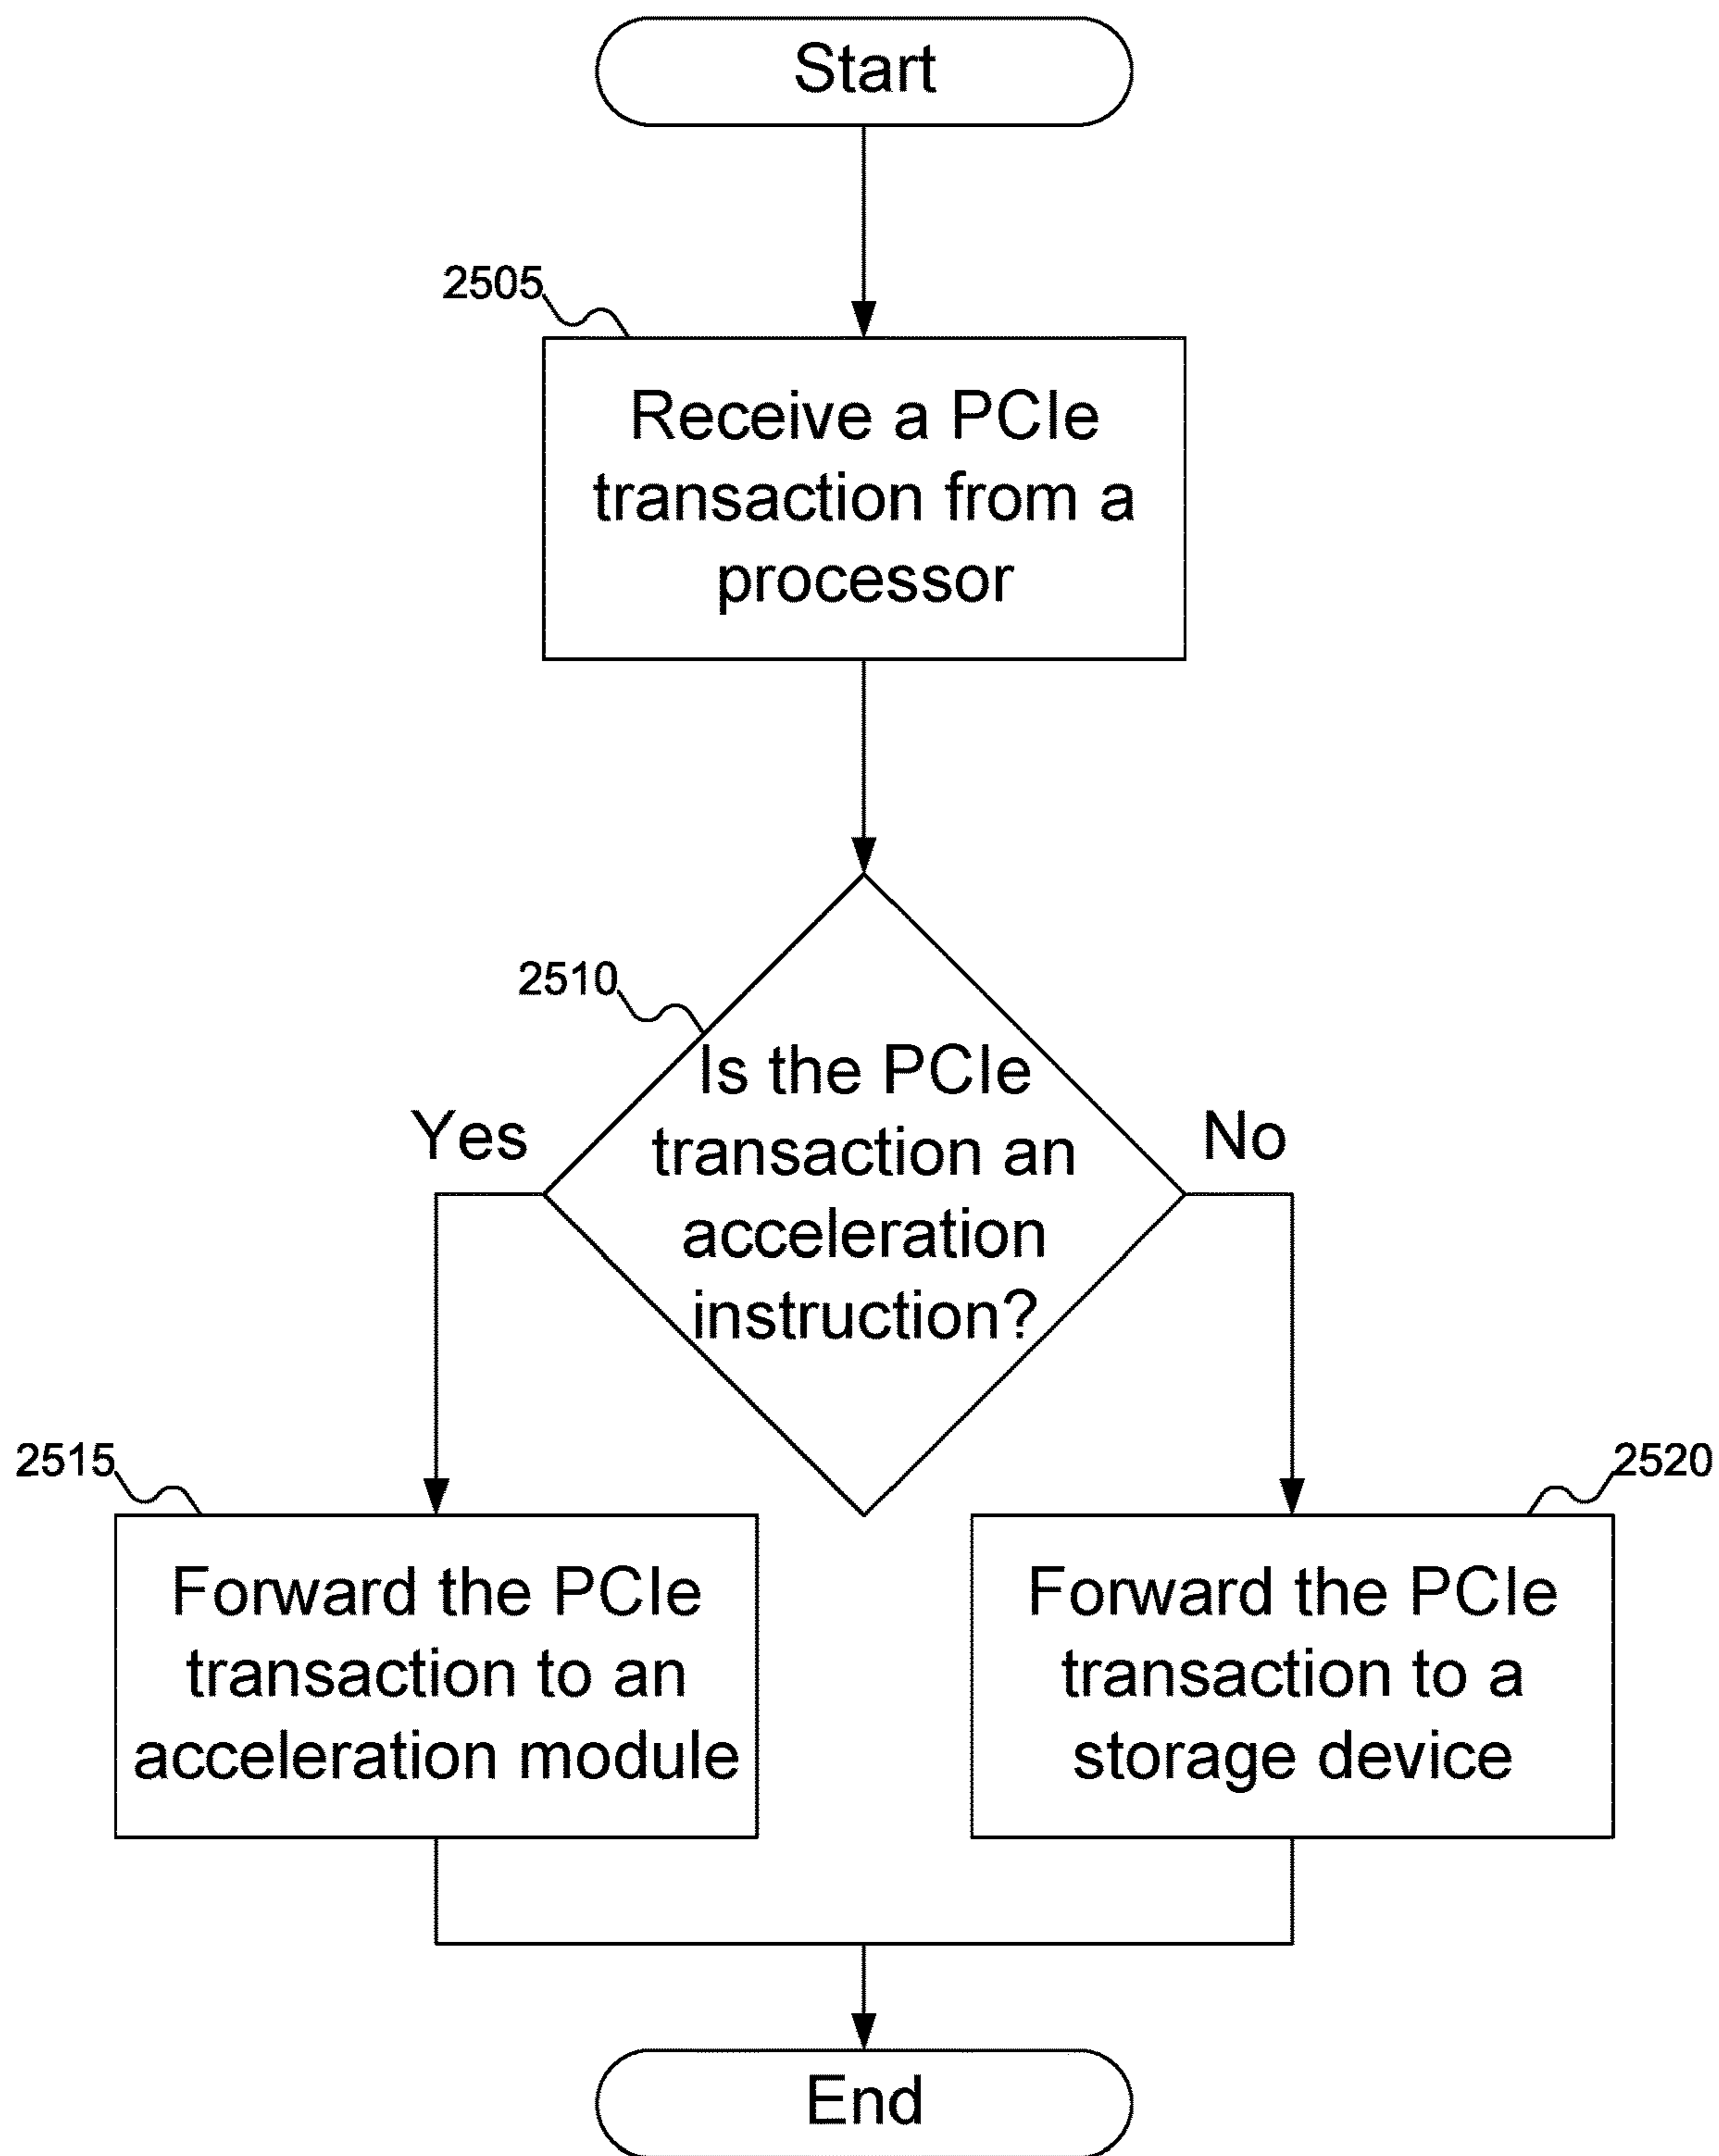 Start
2505
Receive a PCIe
transaction from a
processor
2510
Is the PCIe
transaction an
acceleration
instruction?
Yes
No
2515
Forward the PCIe
transaction to an
acceleration module
2520
Forward the PCIe
transaction to a
storage device
End